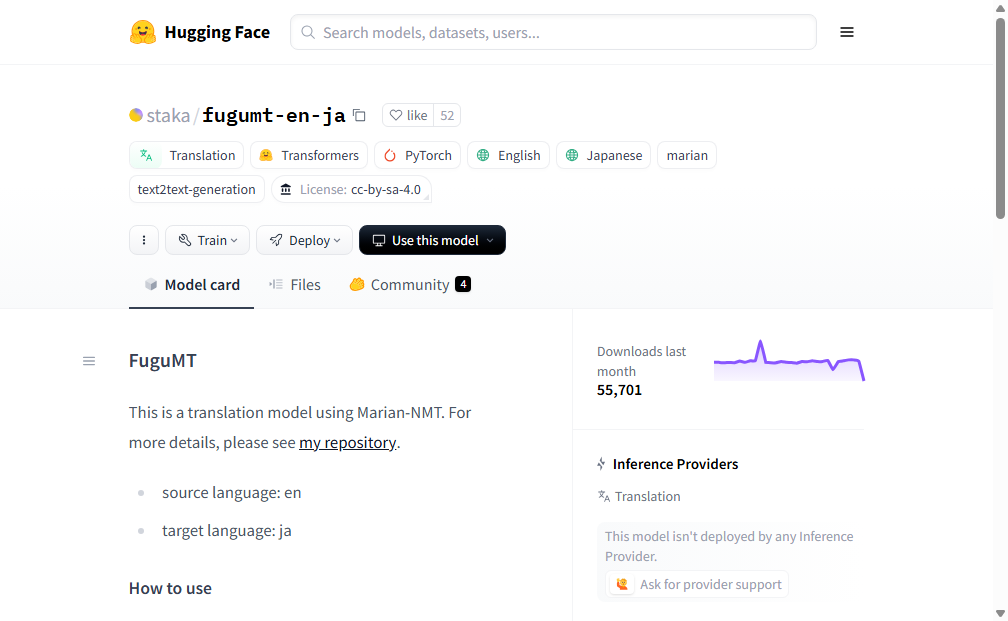 Hugging Face
Search models, datasets, users...
staka/fugumt-en-ja
like 52
Translation Transformers PyTorch English Japanese marian
text2text-generation License: cc-by-sa-4.0
Train Deploy Use this model
Model card Files Community 4
FuguMT
This is a translation model using Marian-NMT. For
more details, please see my repository.
source language: en
target language: ja
How to use
Downloads last
month
55,701
Inference Providers
Translation
This model isn't deployed by any Inference
Provider.
Ask for provider support